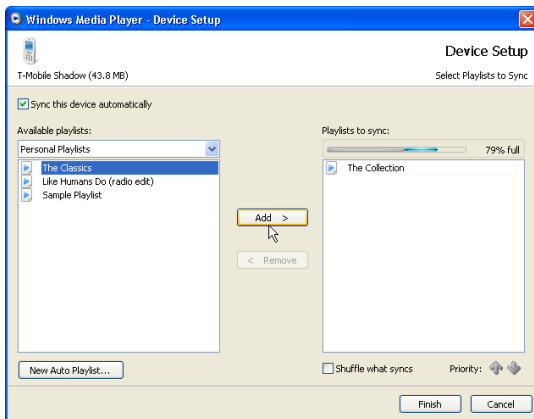 Windows Media Player - Device Setup
Device Setup
T-Mobile Shadow (43.8 MB)
Select Playlists to Sync
Sync this device automatically
Available playlists:
Playlists to sync:
Personal Playlists
79% full
The Classics
Like Humans Do (radio edit)
Sample Playlist
The Collection
Add >
< Remove
New Auto Playlist...
Shuffle what syncs
Priority:
Finish
Cancel